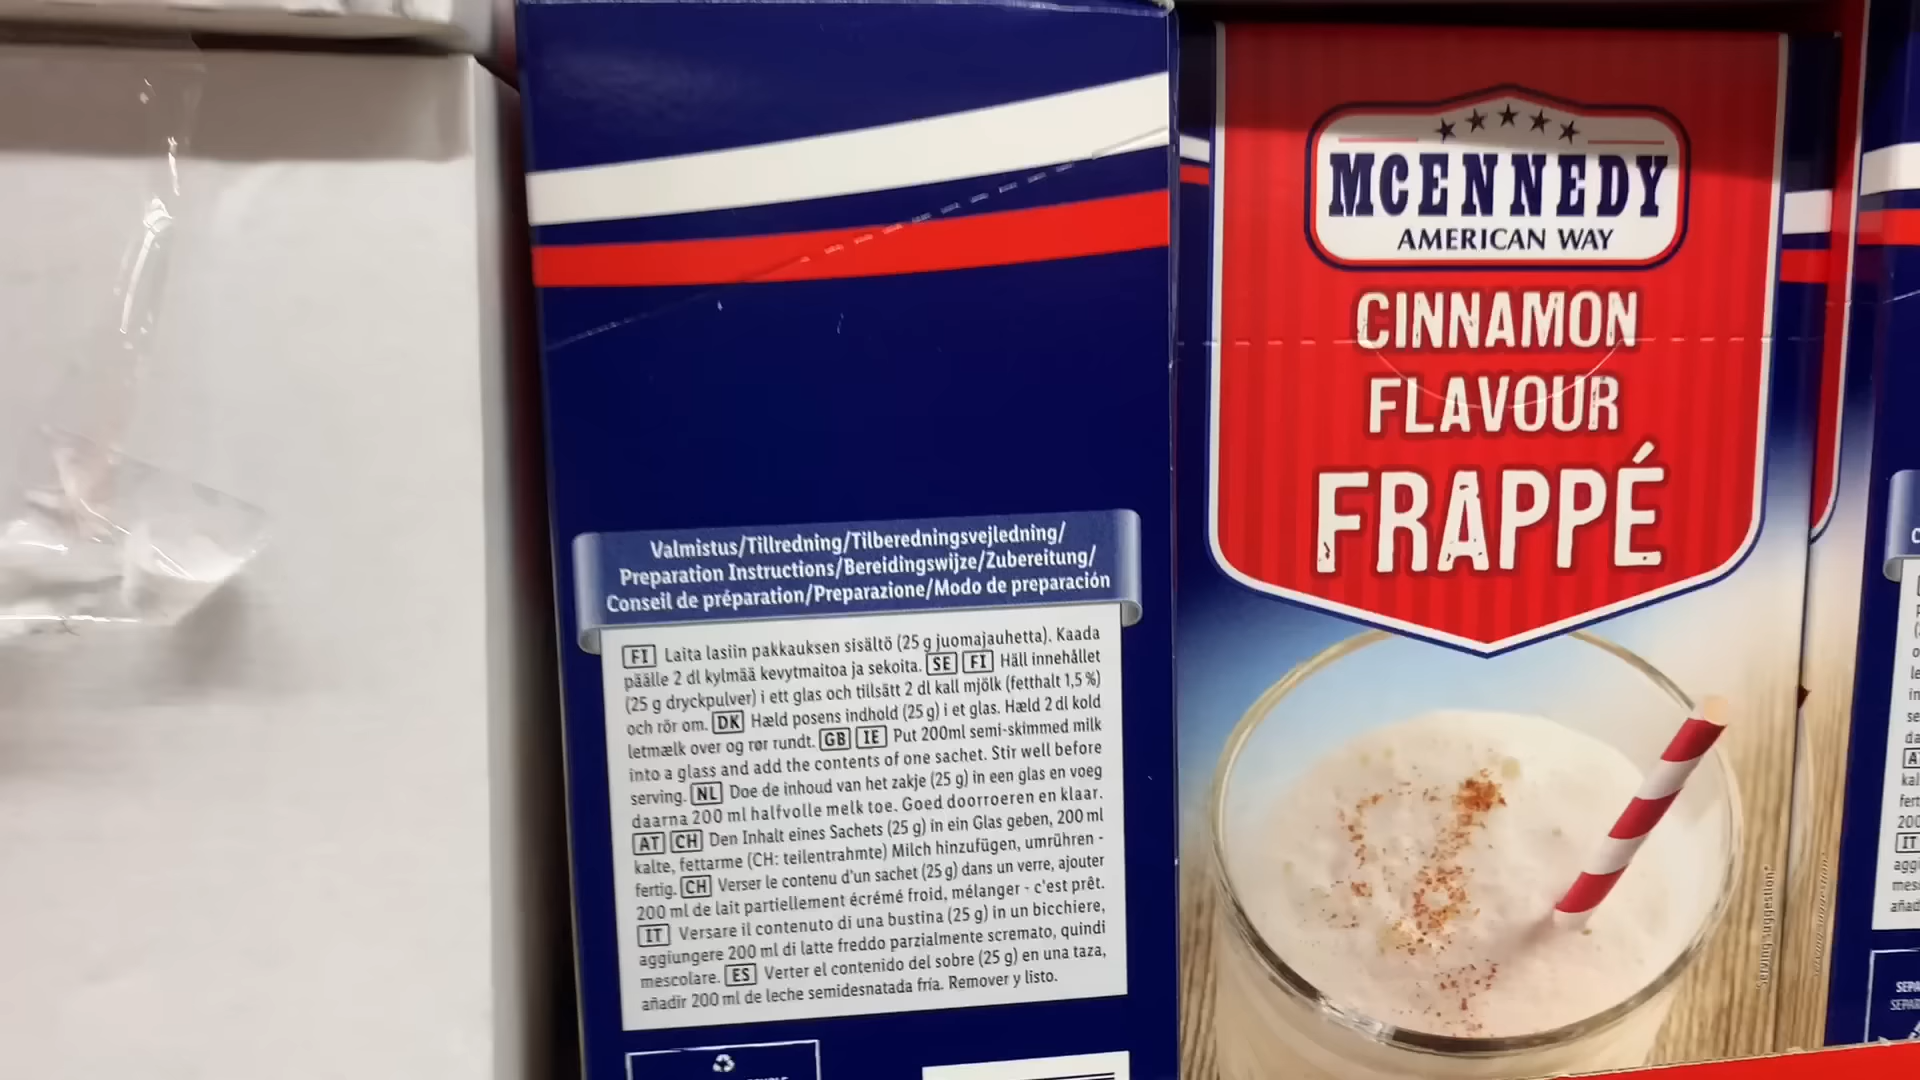 Valmistus/Tillredning/Tilberedningsvejledning/
Preparation Instructions/Bereidingswijze/Zubereitung/
Conseil de préparation/Preparazione/Modo de preparación
FI Laita lasiin pakkauksen sisältö (25 g juomajauhetta). Kaada
päälle 2 dl kylmää kevytmaitoa ja sekoita. SE FI Häll innehållet
(25 g dryckpulver) i ett glas och tillsätt 2 dl kall mjölk (fetthalt 1,5 %)
och rör om. DK Hæld posens indhold (25 g) i et glas. Hæld 2 dl kold
letmælk over og rør rundt. GB IE Put 200ml semi-skimmed milk
into a glass and add the contents of one sachet. Stir well before
serving. NL Doe de inhoud van het zakje (25 g) in een glas en voeg
daarna 200 ml halfvolle melk toe. Goed doorroeren en klaar.
AT CH Den Inhalt eines Sachets (25 g) in ein Glas geben, 200 ml
kalte, fettarme (CH: teilentrahmte) Milch hinzufügen, umrühren -
fertig. CH Verser le contenu d'un sachet (25 g) dans un verre, ajouter
200 ml de lait partiellement écrémé froid, mélanger - c'est prêt.
IT Versare il contenuto di una bustina (25 g) in un bicchiere,
aggiungere 200 ml di latte freddo parzialmente scremato, quindi
mescolare. ES Verter el contenido del sobre (25 g) en una taza,
añadir 200 ml de leche semidesnatada fría. Remover y listo.
MCENNEDY
AMERICAN WAY
CINNAMON
FLAVOUR
FRAPPÉ
Serving suggestion*